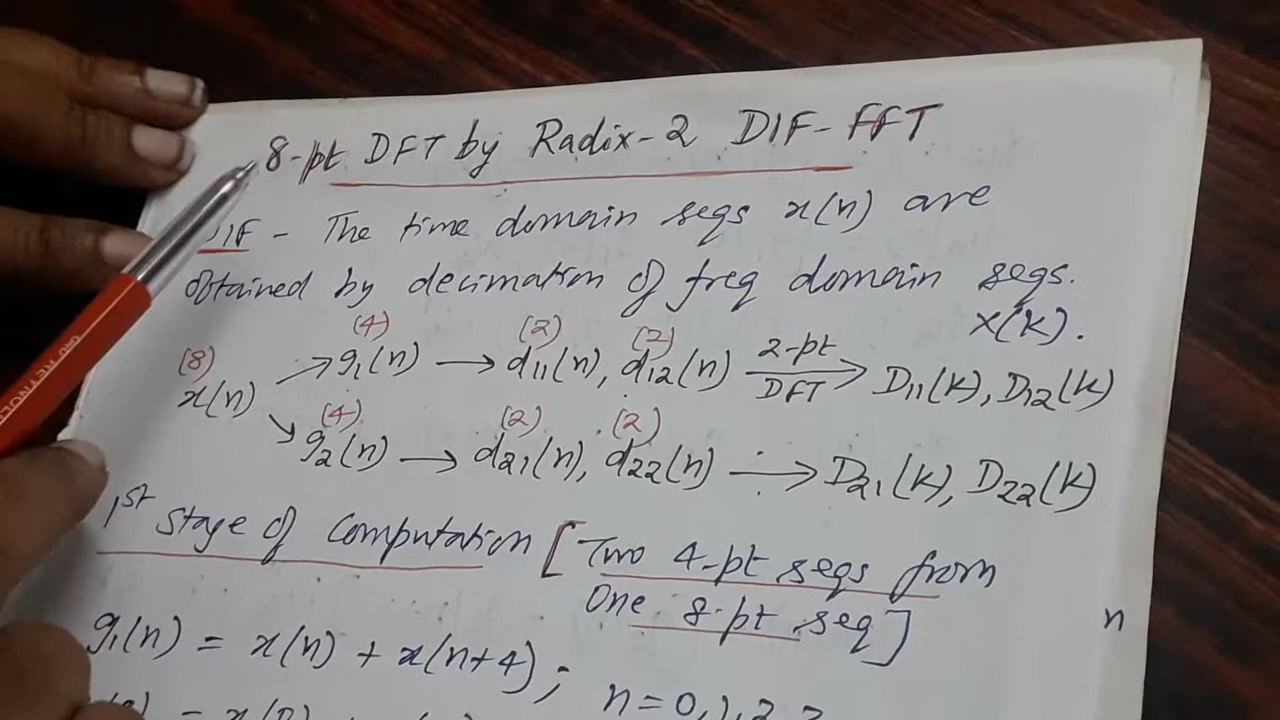 8-pt DFT by Radix-2 DIF-FFT
DIF - The time domain seqs x(n) are
obtained by decimation of freq domain seqs.
X(K).
(8) (4) (2) (2)
x(n) → g1(n) → d11(n), d12(n) 2-pt DFT → D11(k), D12(k)
(4) (2) (2)
↘ g2(n) → d21(n), d22(n) → D21(k), D22(k)
1st stage of Computation [Two 4-pt seqs from
One 8-pt seq]
n
g1(n) = x(n) + x(n+4); n=0,1,2,3